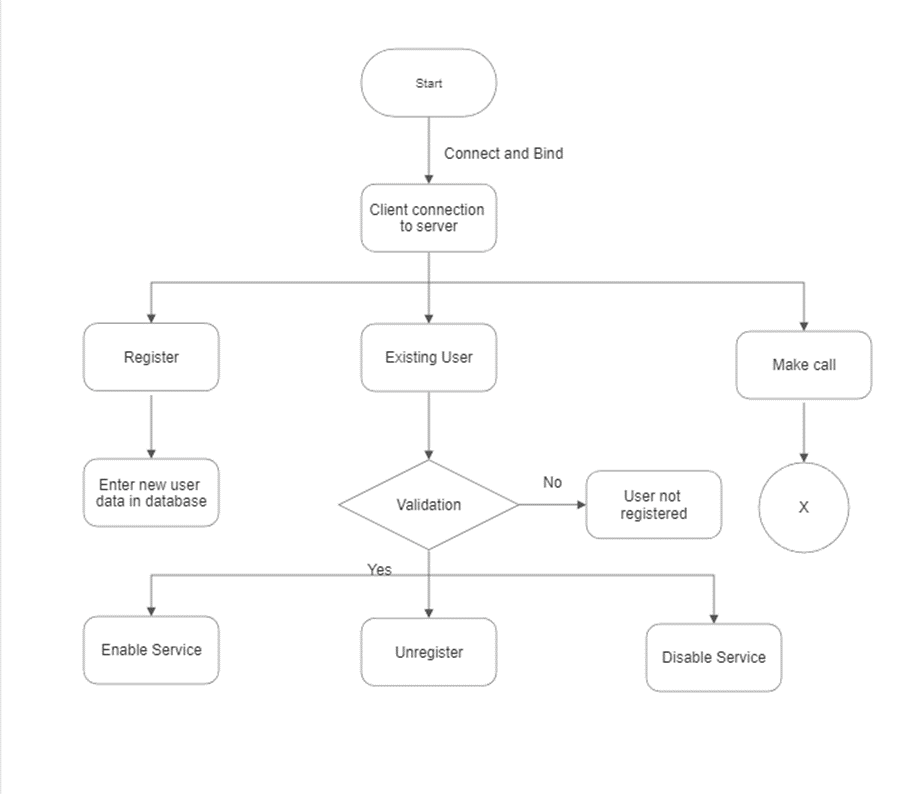 Start
Connect and Bind
Client connection
to server
Register
Existing User
Make call
Enter new user
data in database
Validation
No
User not
registered
X
Yes
Enable Service
Unregister
Disable Service